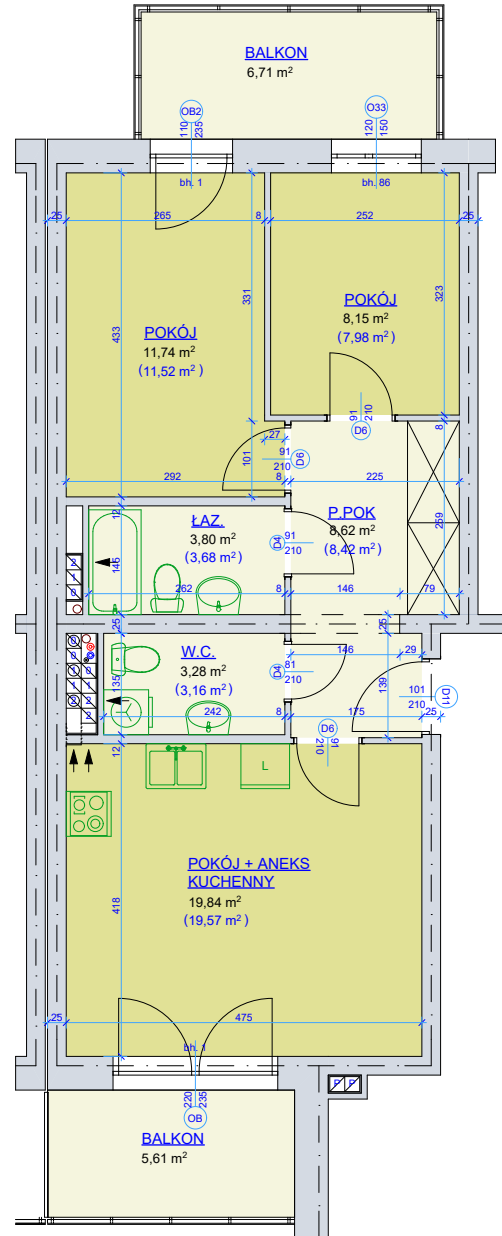 BALKON
6,71 m²
OB2
110
235
O33
120
150
bh. 1
bh. 86
25
265
8
252
25
331
323
433
POKÓJ
11,74 m²
(11,52 m² )
POKÓJ
8,15 m²
(7,98 m² )
91
210
D6
27
101
91
210
D6
8
292
8
225
12
ŁAZ.
3,80 m²
(3,68 m² )
D4
91
210
P.POK
8,62 m²
(8,42 m² )
259
145
2
1
0
262
8
146
79
25
25
W.C.
3,28 m²
(3,16 m² )
D4
81
210
146
29
139
135
101
210
D11
242
8
175
25
12
D6
91
210
L
POKÓJ + ANEKS
KUCHENNY
19,84 m²
(19,57 m² )
418
25
475
bh. 1
220
235
OB
P
P
BALKON
5,61 m²